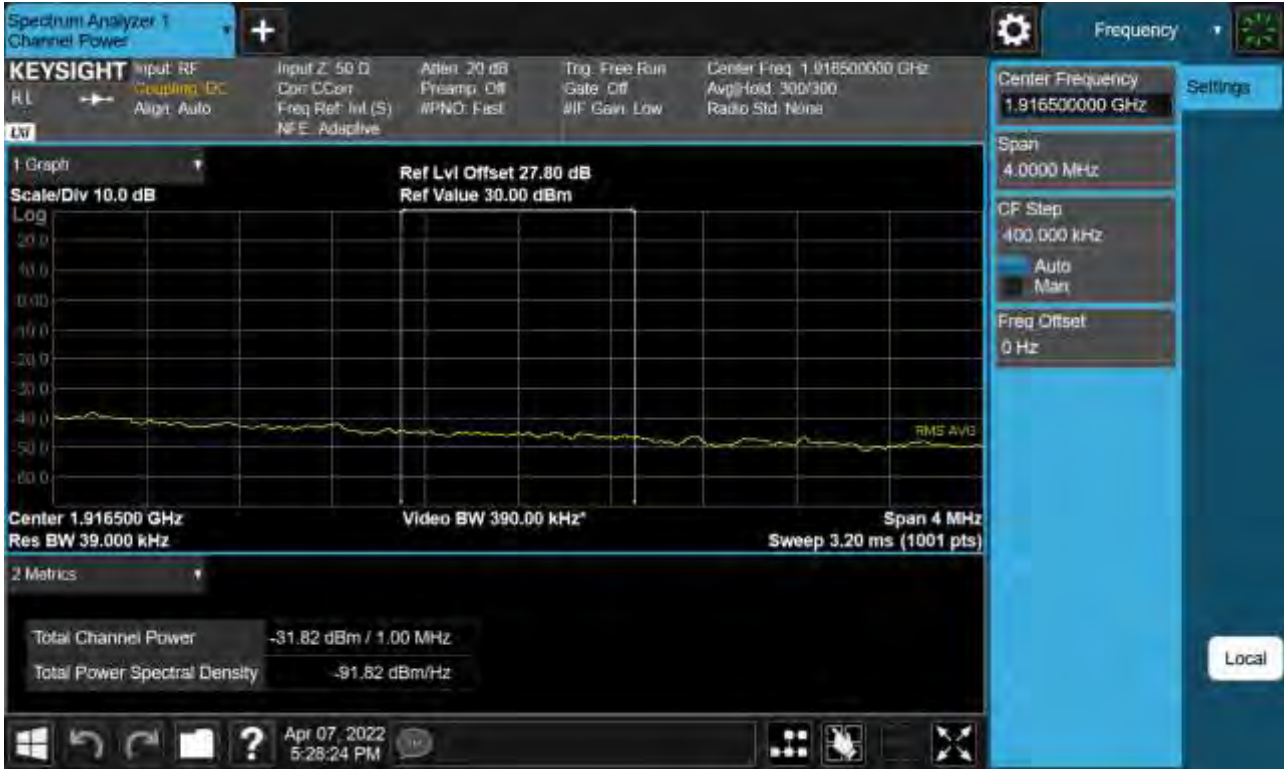 Spectrum Analyzer 1
Channel Power
+
Frequency
KEYSIGHT
Input: RF
Coupling: DC
Align: Auto
RL
LXI
Input Z: 50 Ω
Corr CCorr
Freq Ref: Int (S)
NFE: Adaptive
Atten: 20 dB
Preamp: Off
#PNO: Fast
Trig: Free Run
Gate: Off
#IF Gain: Low
Center Freq: 1.916500000 GHz
Avg|Hold: 300/300
Radio Std: None
Center Frequency
1.916500000 GHz
Settings
Span
4.0000 MHz
CF Step
400.000 kHz
Auto
Man
Freq Offset
0 Hz
1 Graph
Scale/Div 10.0 dB
Ref Lvl Offset 27.80 dB
Ref Value 30.00 dBm
Log
20.0
10.0
0.00
-10.0
-20.0
-30.0
-40.0
-50.0
-60.0
RMS AVG
Center 1.916500 GHz
Video BW 390.00 kHz*
Span 4 MHz
Res BW 39.000 kHz
Sweep 3.20 ms (1001 pts)
2 Metrics
Total Channel Power
-31.82 dBm / 1.00 MHz
Total Power Spectral Density
-91.82 dBm/Hz
Local
?
Apr 07, 2022
5:28:24 PM